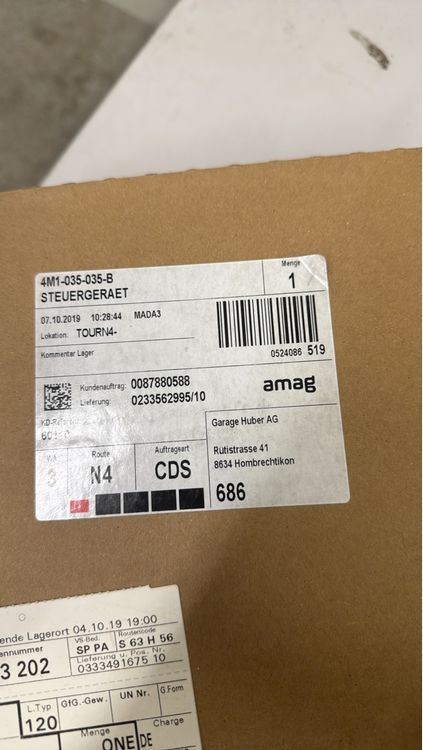 4M1-035-035-B
STEUERGERAET
Menge
1
07.10.2019 10:28:44 MADA3
Lokation: TOURN4-
Kommentar Lager
0524086 519
Kundenauftrag: 0087880588
Lieferung: 0233562995/10
amag
Garage Huber AG
Rütistrasse 41
8634 Hombrechtikon
686
Route
N4
Auftragsart
CDS
3
ende Lagerort 04.10.19 19:00
VS-Bed.
SP PA
Routencode
S 63 H 56
3 202
Lieferung u. Pos. Nr.
0333491675 10
L.Typ
120
GfG.-Gew.
UN Nr.
G.Form
Menge
ONE DE
Charge